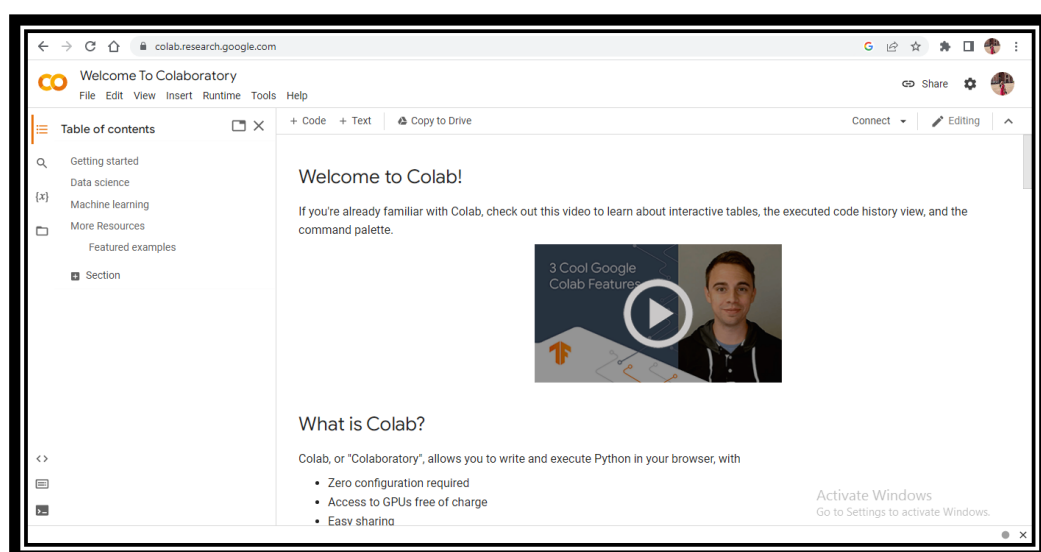 colab.research.google.com
Welcome To Colaboratory
File Edit View Insert Runtime Tools Help
Share
Table of contents
+ Code + Text Copy to Drive
Connect Editing
Getting started
Data science
Machine learning
More Resources
Featured examples
Section
{x}
Welcome to Colab!
If you're already familiar with Colab, check out this video to learn about interactive tables, the executed code history view, and the
command palette.
3 Cool Google
Colab Features
What is Colab?
Colab, or "Colaboratory", allows you to write and execute Python in your browser, with
• Zero configuration required
• Access to GPUs free of charge
• Easy sharing
Activate Windows
Go to Settings to activate Windows.